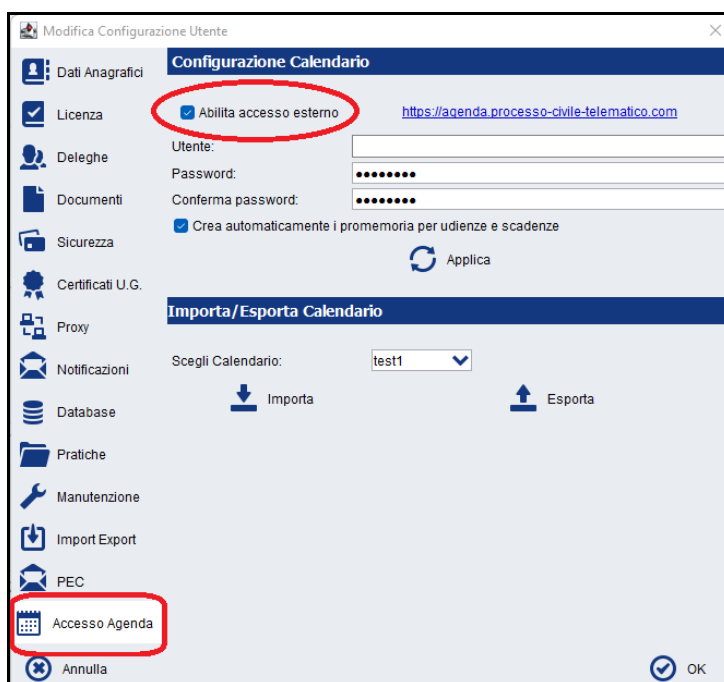 Modifica Configurazione Utente
Dati Anagrafici
Licenza
Deleghe
Documenti
Sicurezza
Certificati U.G.
Proxy
Notificazioni
Database
Pratiche
Manutenzione
Import Export
PEC
Accesso Agenda
Configurazione Calendario
Abilita accesso esterno https://agenda.processo-civile-telematico.com
Utente:
Password: ●●●●●●●●
Conferma password: ●●●●●●●●
Crea automaticamente i promemoria per udienze e scadenze
Applica
Importa/Esporta Calendario
Scegli Calendario: test1
Importa Esporta
Annulla OK